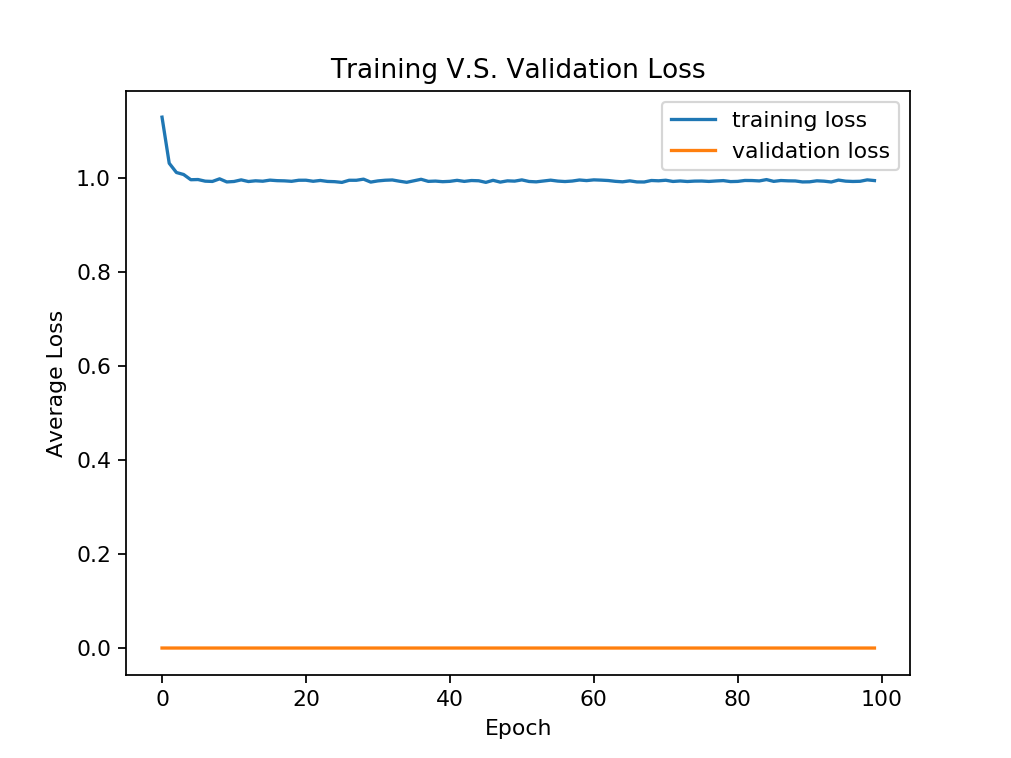 Training V.S. Validation Loss
training loss
validation loss
1.0
0.8
0.6
0.4
0.2
0.0
Average Loss
0 20 40 60 80 100
Epoch